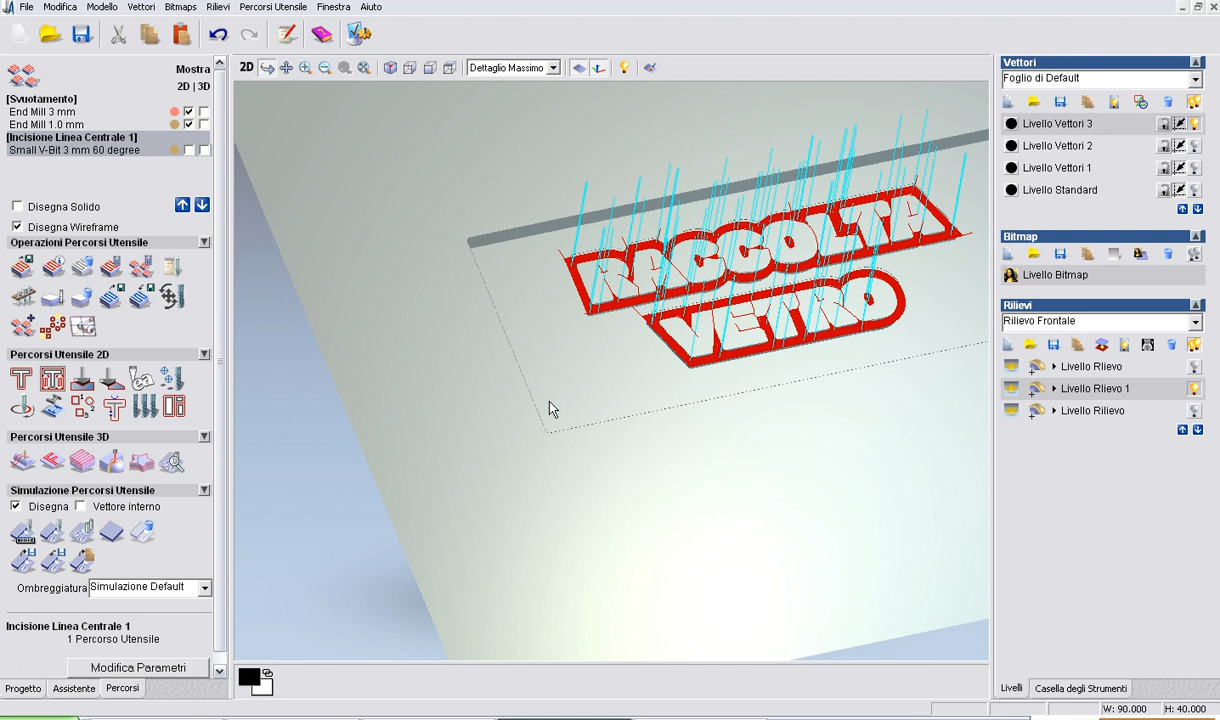 File Modifica Modello Vettori Bitmaps Rilievi Percorsi Utensile Finestra Aiuto
Mostra
2D | 3D
[Svuotamento]
End Mill 3 mm
End Mill 1.0 mm
[Incisione Linea Centrale 1]
Small V-Bit 3 mm 60 degree
Disegna Solido
Disegna Wireframe
Operazioni Percorsi Utensile
Percorsi Utensile 2D
Percorsi Utensile 3D
Simulazione Percorsi Utensile
Disegna Vettore interno
Ombreggiatura Simulazione Default
Incisione Linea Centrale 1
1 Percorso Utensile
Modifica Parametri
Progetto Assistente Percorsi
2D Dettaglio Massimo
RACCOLTA
VETRO
Vettori
Foglio di Default
Livello Vettori 3
Livello Vettori 2
Livello Vettori 1
Livello Standard
Bitmap
Livello Bitmap
Rilievi
Rilievo Frontale
Livello Rlievo
Livello Rlievo 1
Livello Rlievo
Livelli Casella degli Strumenti
W: 90.000 H: 40.000